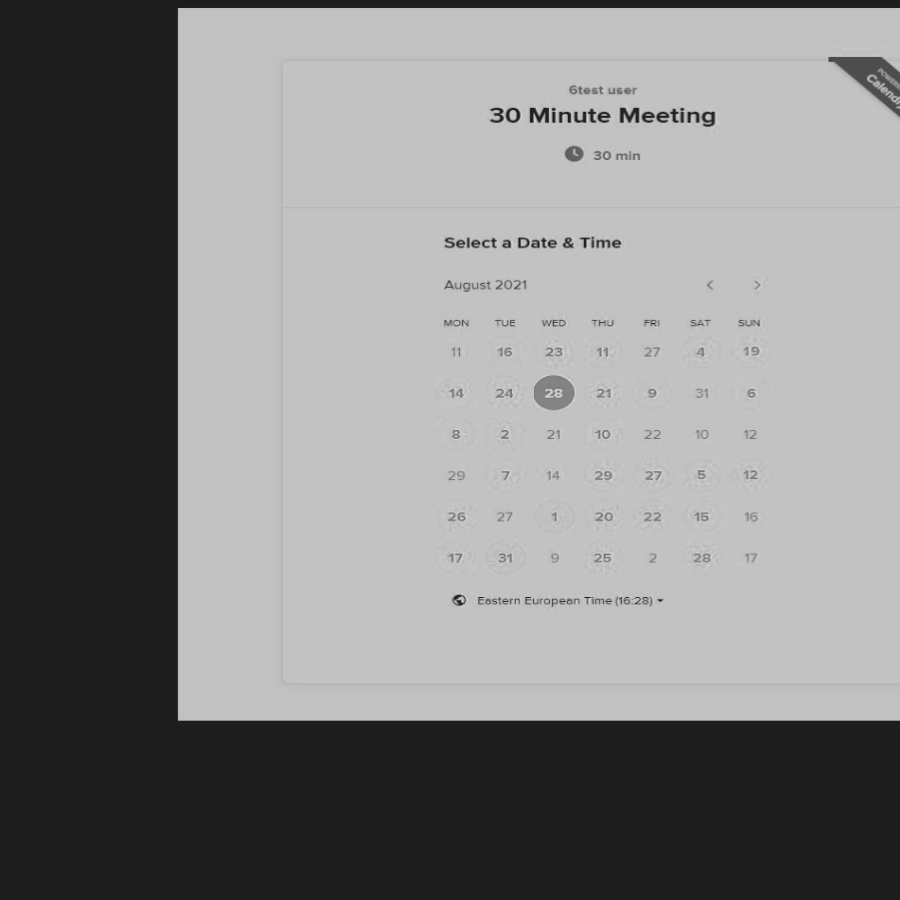 POWERED
Calendly
6test user
30 Minute Meeting
30 min
Select a Date & Time
August 2021
MON TUE WED THU FRI SAT SUN
11 16 23 11 27 4 19
14 24 28 21 9 31 6
8 2 21 10 22 10 12
29 7 14 29 27 5 12
26 27 1 20 22 15 16
17 31 9 25 2 28 17
Eastern European Time (16:28)